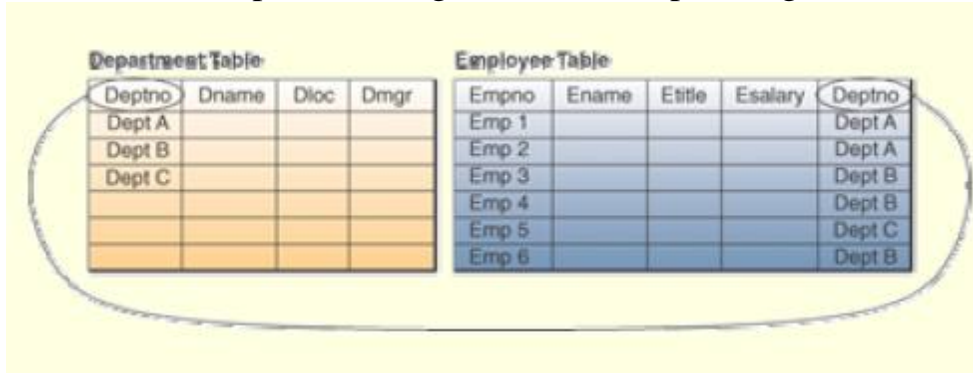 Department Table
Employee Table
Deptno Dname Dloc Dmgr
Dept A
Dept B
Dept C
Empno Ename Etitle Esalary Deptno
Emp 1 Dept A
Emp 2 Dept A
Emp 3 Dept B
Emp 4 Dept B
Emp 5 Dept C
Emp 6 Dept B